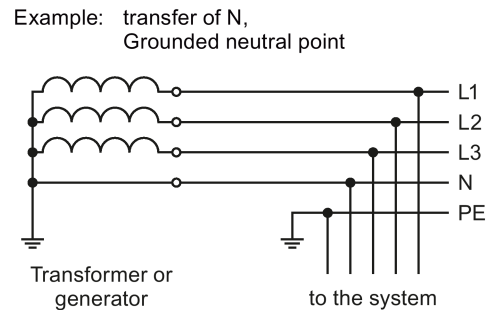 Example: transfer of N,
Grounded neutral point
L1
L2
L3
N
PE
Transformer or
generator
to the system